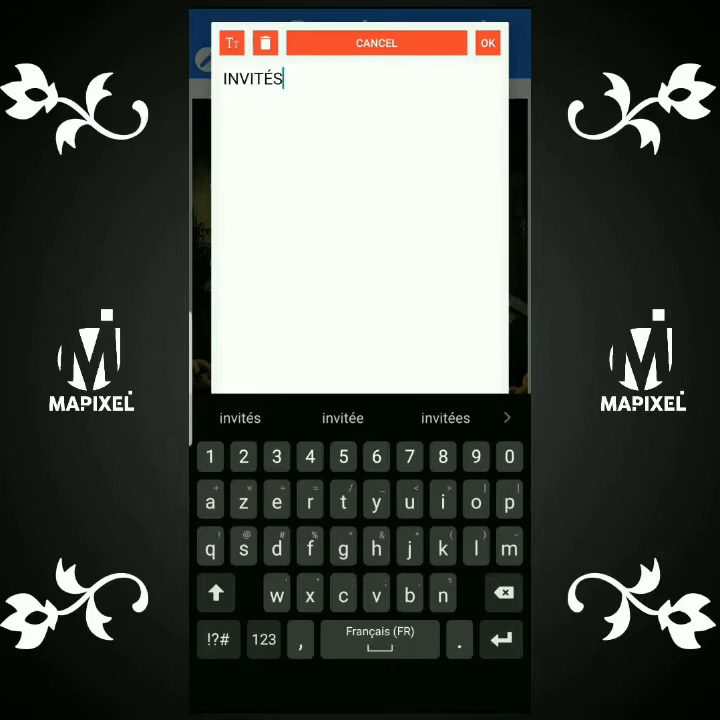 Tт CANCEL OK
INVITÉS
MAPIXEL MAPIXEL
invités invitée invitées >
1 2 3 4 5 6 7 8 9 0
a z e r t y u i o p
q s d f g h j k l m
w x c v b n
!?# 123 , Français (FR) .